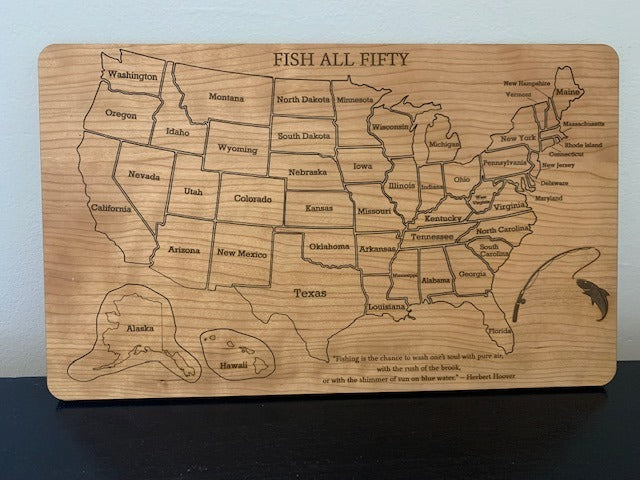 FISH ALL FIFTY
Washington
Oregon
California
Nevada
Idaho
Montana
Wyoming
Utah
Colorado
Arizona
New Mexico
North Dakota
South Dakota
Nebraska
Kansas
Oklahoma
Texas
Minnesota
Iowa
Missouri
Arkansas
Louisiana
Wisconsin
Illinois
Michigan
Indiana
Ohio
Kentucky
Tennessee
Mississippi
Alabama
Georgia
Florida
South
Carolina
North Carolina
Virginia
West
Virginia
Pennsylvania
New York
New Hampshire
Vermont
Maine
Massachusetts
Rhode Island
Connecticut
New Jersey
Delaware
Maryland
Alaska
Hawaii
"Fishing is the chance to wash one's soul with pure air,
with the rush of the brook,
or with the shimmer of sun on blue water." — Herbert Hoover